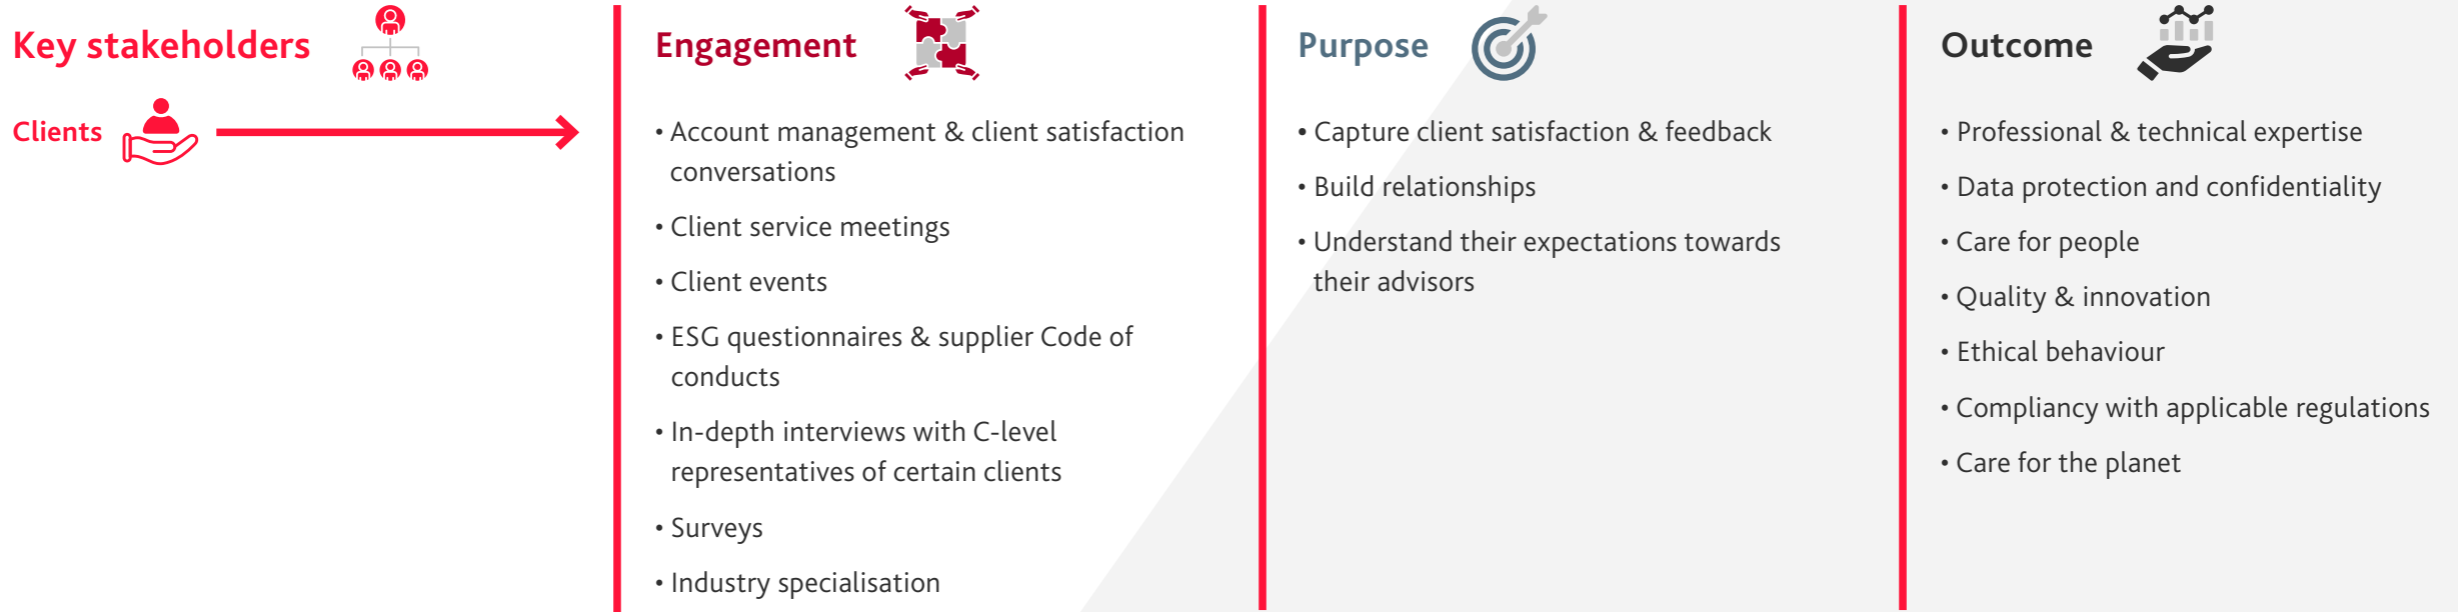 Key stakeholders
Clients
Engagement
• Account management & client satisfaction
conversations
• Client service meetings
• Client events
• ESG questionnaires & supplier Code of
conducts
• In-depth interviews with C-level
representatives of certain clients
• Surveys
• Industry specialisation
Purpose
• Capture client satisfaction & feedback
• Build relationships
• Understand their expectations towards
their advisors
Outcome
• Professional & technical expertise
• Data protection and confidentiality
• Care for people
• Quality & innovation
• Ethical behaviour
• Compliancy with applicable regulations
• Care for the planet